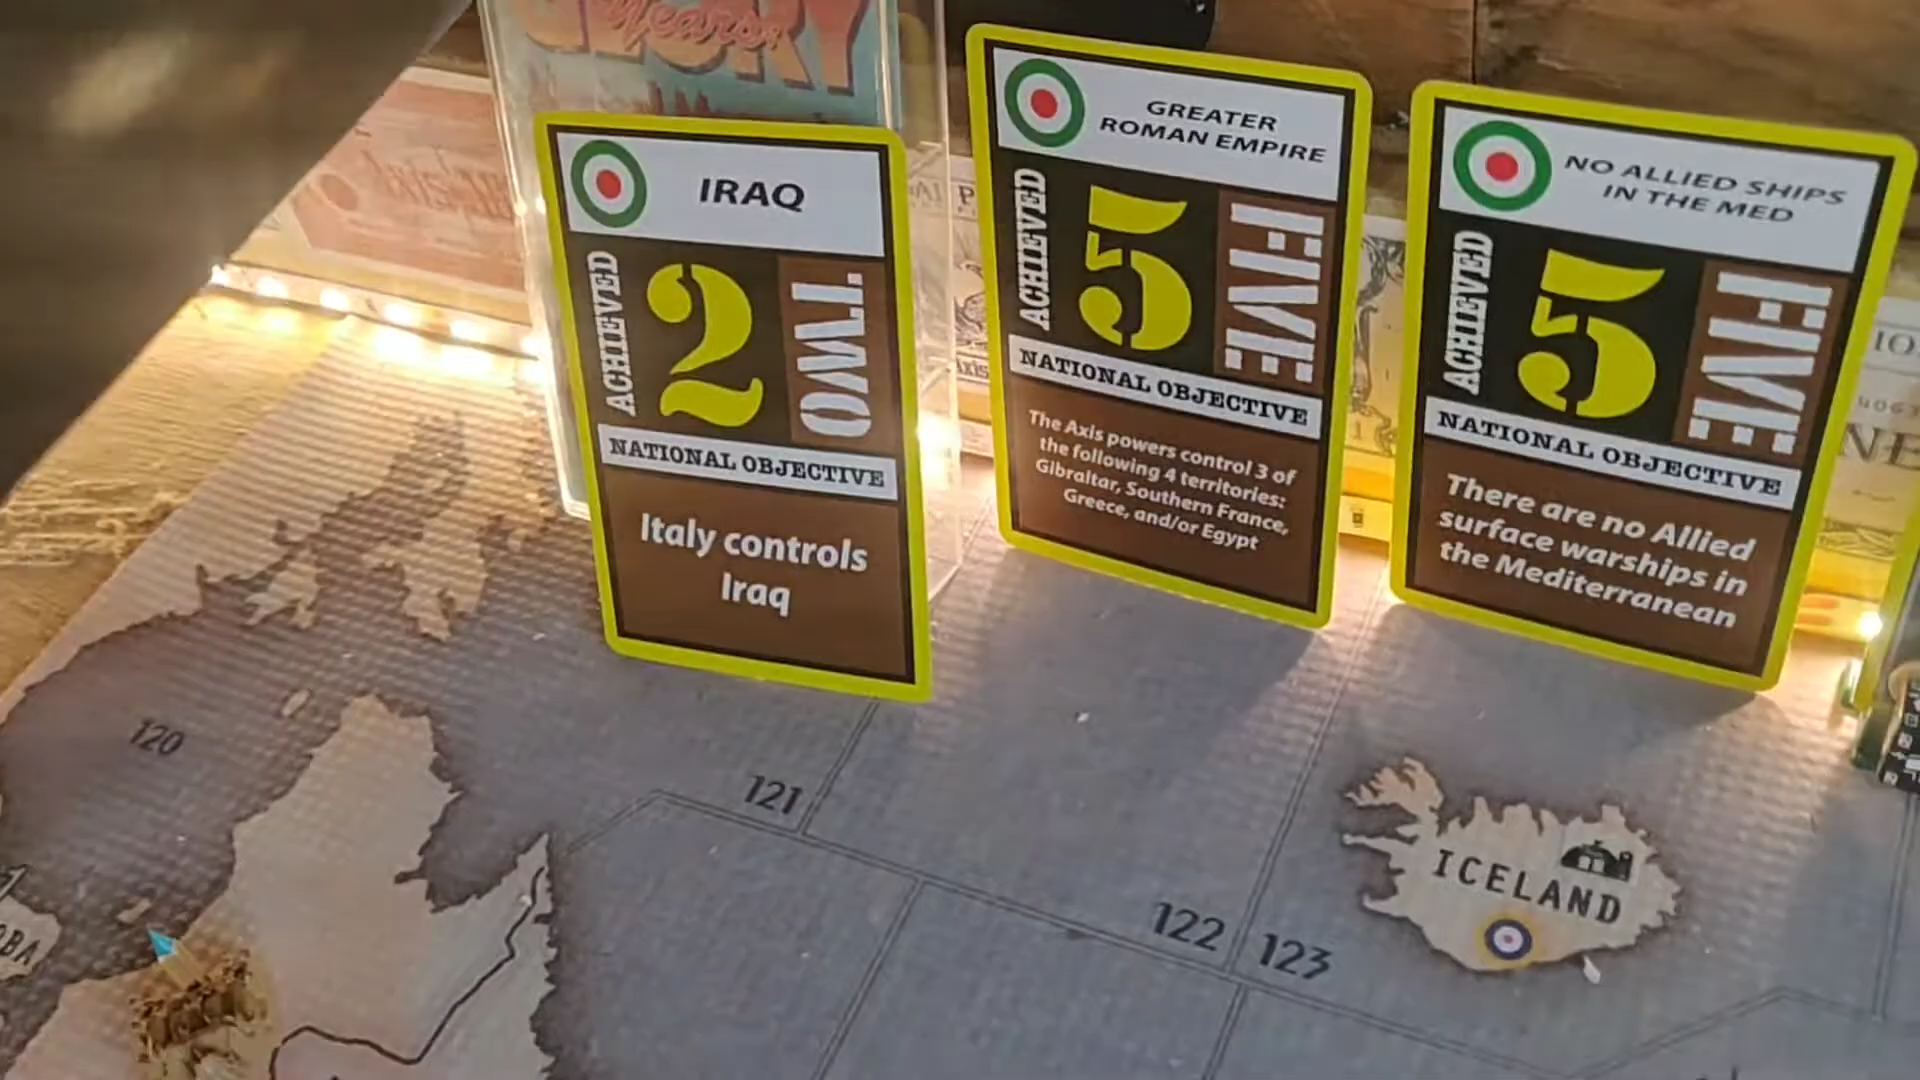 Years!
IRAQ
ACHIEVED
2
TWO
NATIONAL OBJECTIVE
Italy controls
Iraq
GREATER
ROMAN EMPIRE
ACHIEVED
5
FIVE
NATIONAL OBJECTIVE
The Axis powers control 3 of
the following 4 territories:
Gibraltar, Southern France,
Greece, and/or Egypt
NO ALLIED SHIPS
IN THE MED
ACHIEVED
5
FIVE
NATIONAL OBJECTIVE
There are no Allied
surface warships in
the Mediterranean
120
121
122
123
ICELAND